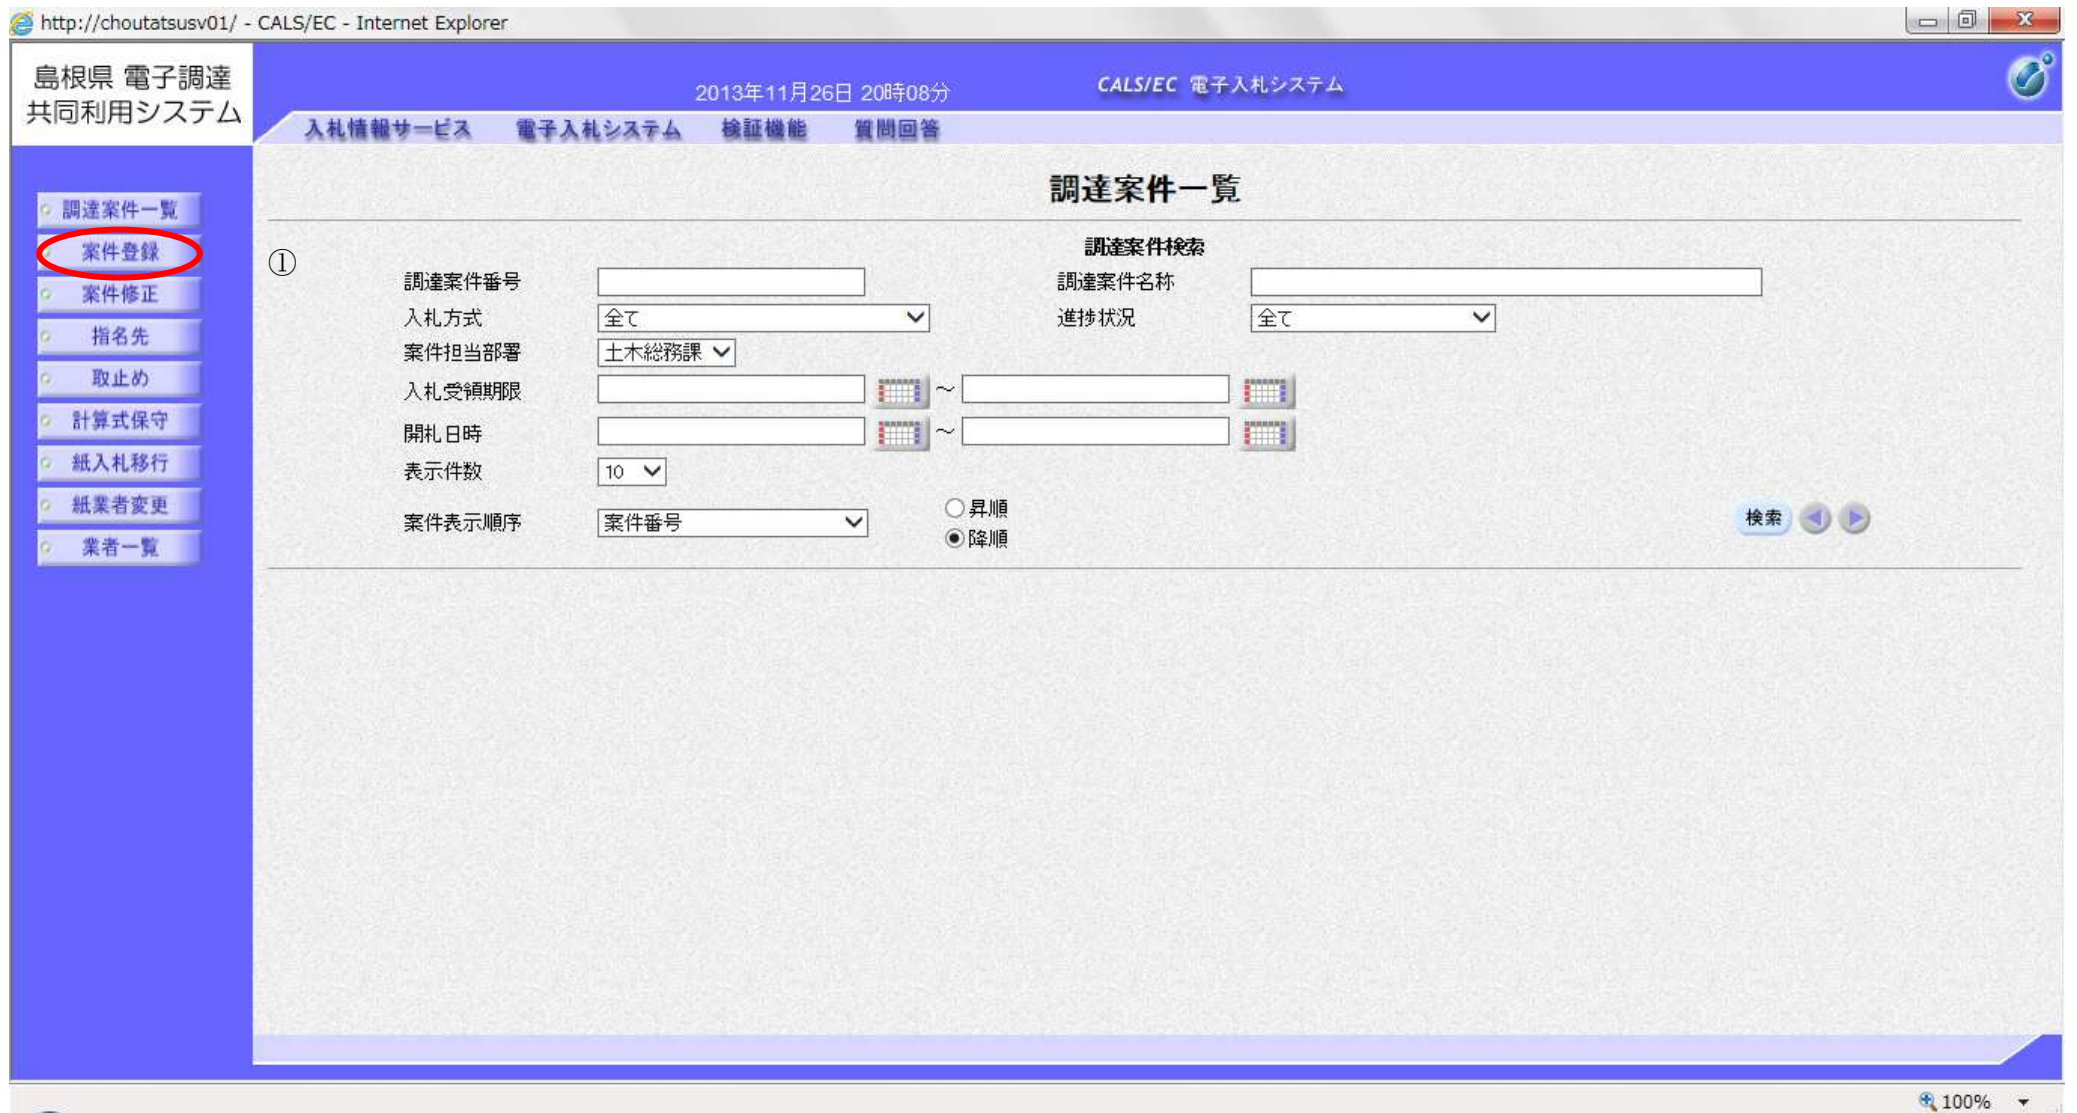 http://choutatsusv01/ - CALS/EC - Internet Explorer
島根県 電子調達
共同利用システム
2013年11月26日 20時08分
CALS/EC 電子入札システム
入札情報サービス 電子入札システム 検証機能 質問回答
調達案件一覧
案件登録
案件修正
指名先
取止め
計算式保守
紙入札移行
紙業者変更
業者一覧
調達案件一覧
①
調達案件検索
調達案件番号
調達案件名称
入札方式 全て
進捗状況 全て
案件担当部署 土木総務課
入札受領期限 ～
開札日時 ～
表示件数 10
案件表示順序 案件番号
昇順
降順
検索
100%